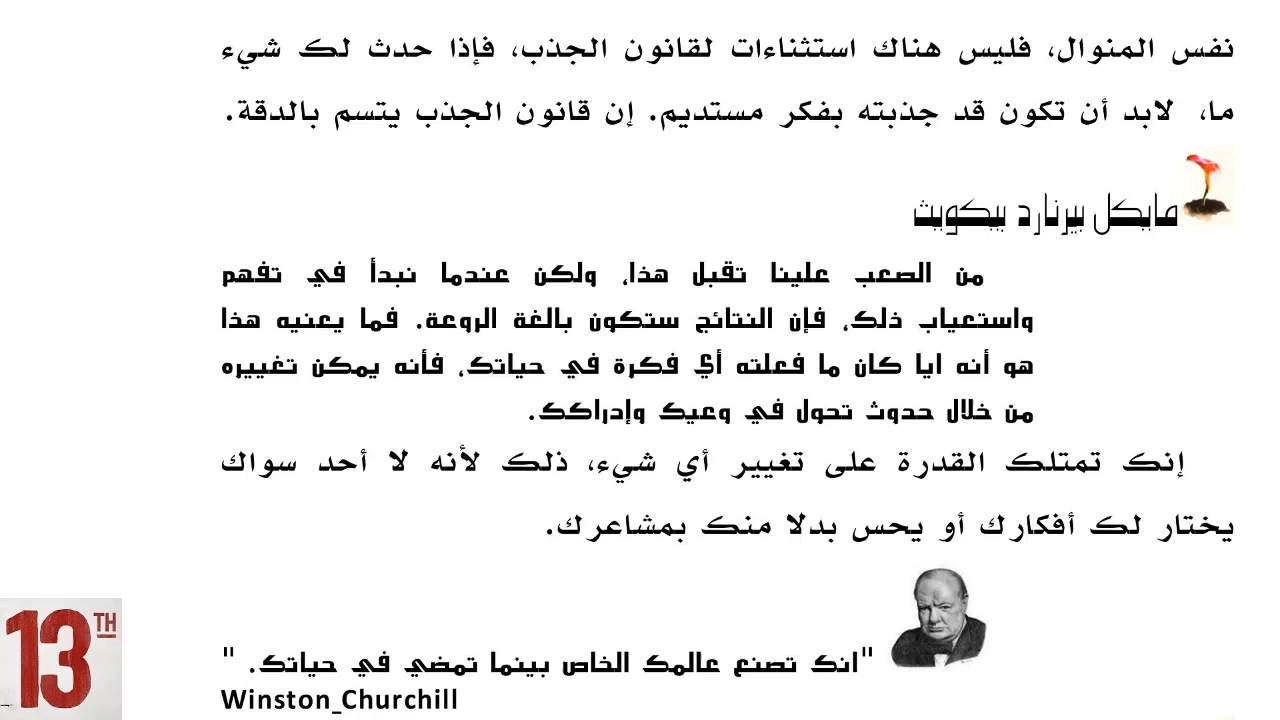 نفس المنوال، فليس هناك استثناءات لقانون الجذب، فإذا حدث لك شيء
ما، لابد أن تكون قد جذبته بفكر مستديم. إن قانون الجذب يتسم بالدقة.
مايكل بيرنارد بيكويث
من الصعب علينا تقبل هذا، ولكن عندما نبدأ في تفهم
واستعياب ذلك، فإن النتائج ستكون بالغة الروعة. فما يعنيه هذا
هو أنه ايا كان ما فعلته أي فكرة في حياتك، فأنه يمكن تغييره
من خلال حدوث تحول في وعيك وإدراكك.
إنك تمتلك القدرة على تغيير أي شيء، ذلك لأنه لا أحد سواك
يختار لك أفكارك أو يحس بدلا منك بمشاعرك.
"انك تصنع عالمك الخاص بينما تمضي في حياتك. "
Winston_Churchill
13TH